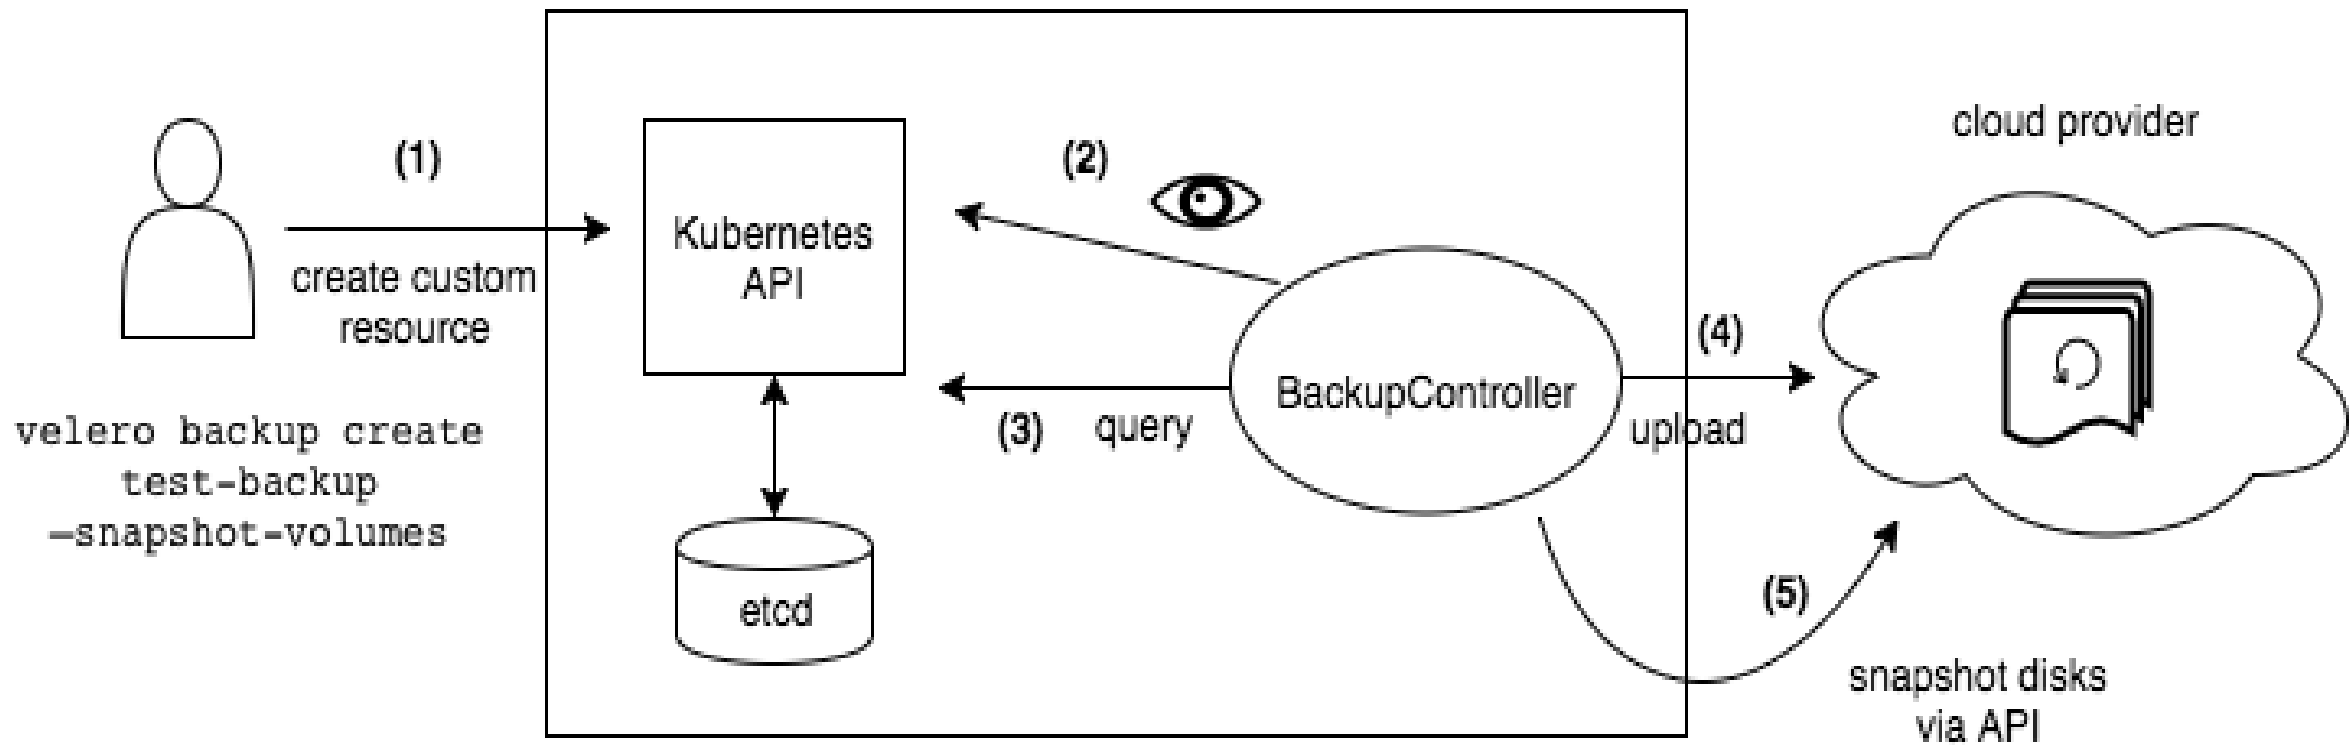 (1)
create custom
resource
velero backup create
test-backup
–snapshot-volumes
Kubernetes
API
etcd
(2)
(3) query
BackupController
(4)
upload
cloud provider
(5)
snapshot disks
via API